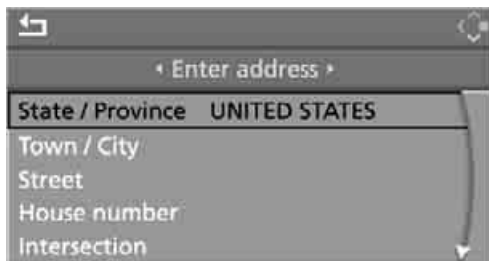 Enter address
State / Province UNITED STATES
Town / City
Street
House number
Intersection